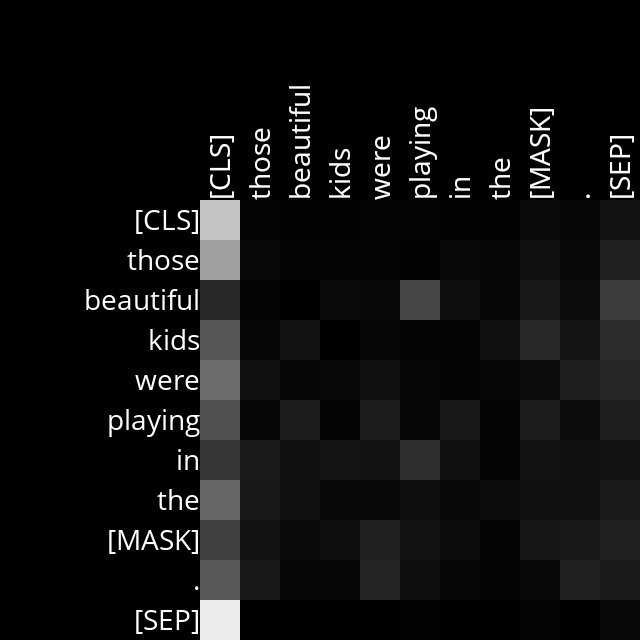 [CLS]
those
beautiful
kids
were
playing
in
the
[MASK]
.
[SEP]
[CLS]
those
beautiful
kids
were
playing
in
the
[MASK]
.
[SEP]